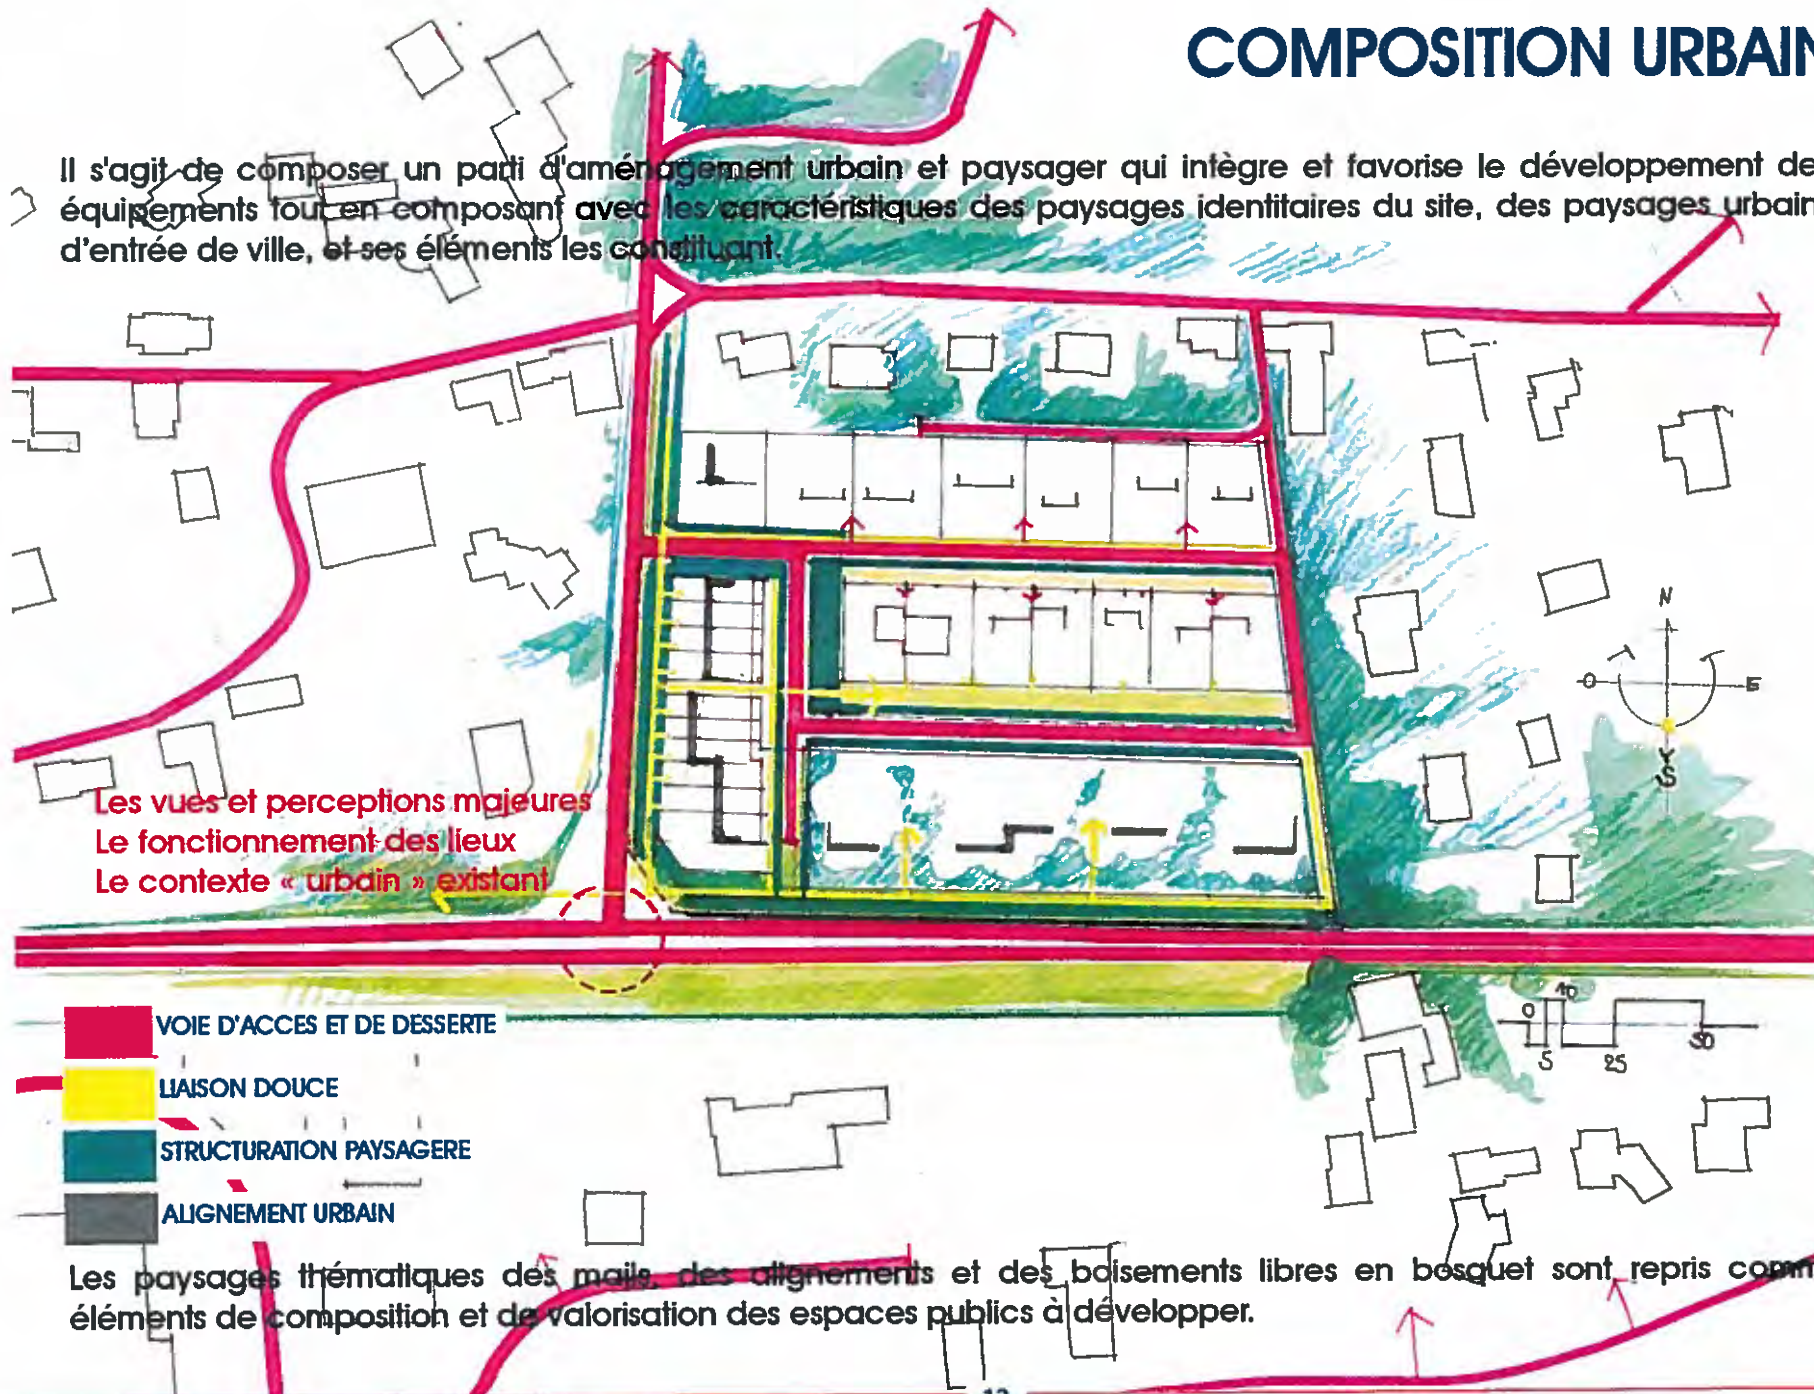 COMPOSITION URBAIN
Il s'agit de composer un parti d'aménagement urbain et paysager qui intègre et favorise le développement de
équipements tout en composant avec les caractéristiques des paysages identitaires du site, des paysages urbain
d'entrée de ville, et ses éléments les constituant.
N
O
E
S
Les vues et perceptions majeures
Le fonctionnement des lieux
Le contexte « urbain » existant
0
10
5
25
50
VOIE D'ACCES ET DE DESSERTE
LIAISON DOUCE
STRUCTURATION PAYSAGERE
ALIGNEMENT URBAIN
Les paysages thématiques des mails, des alignements et des boisements libres en bosquet sont repris comm
éléments de composition et de valorisation des espaces publics à développer.